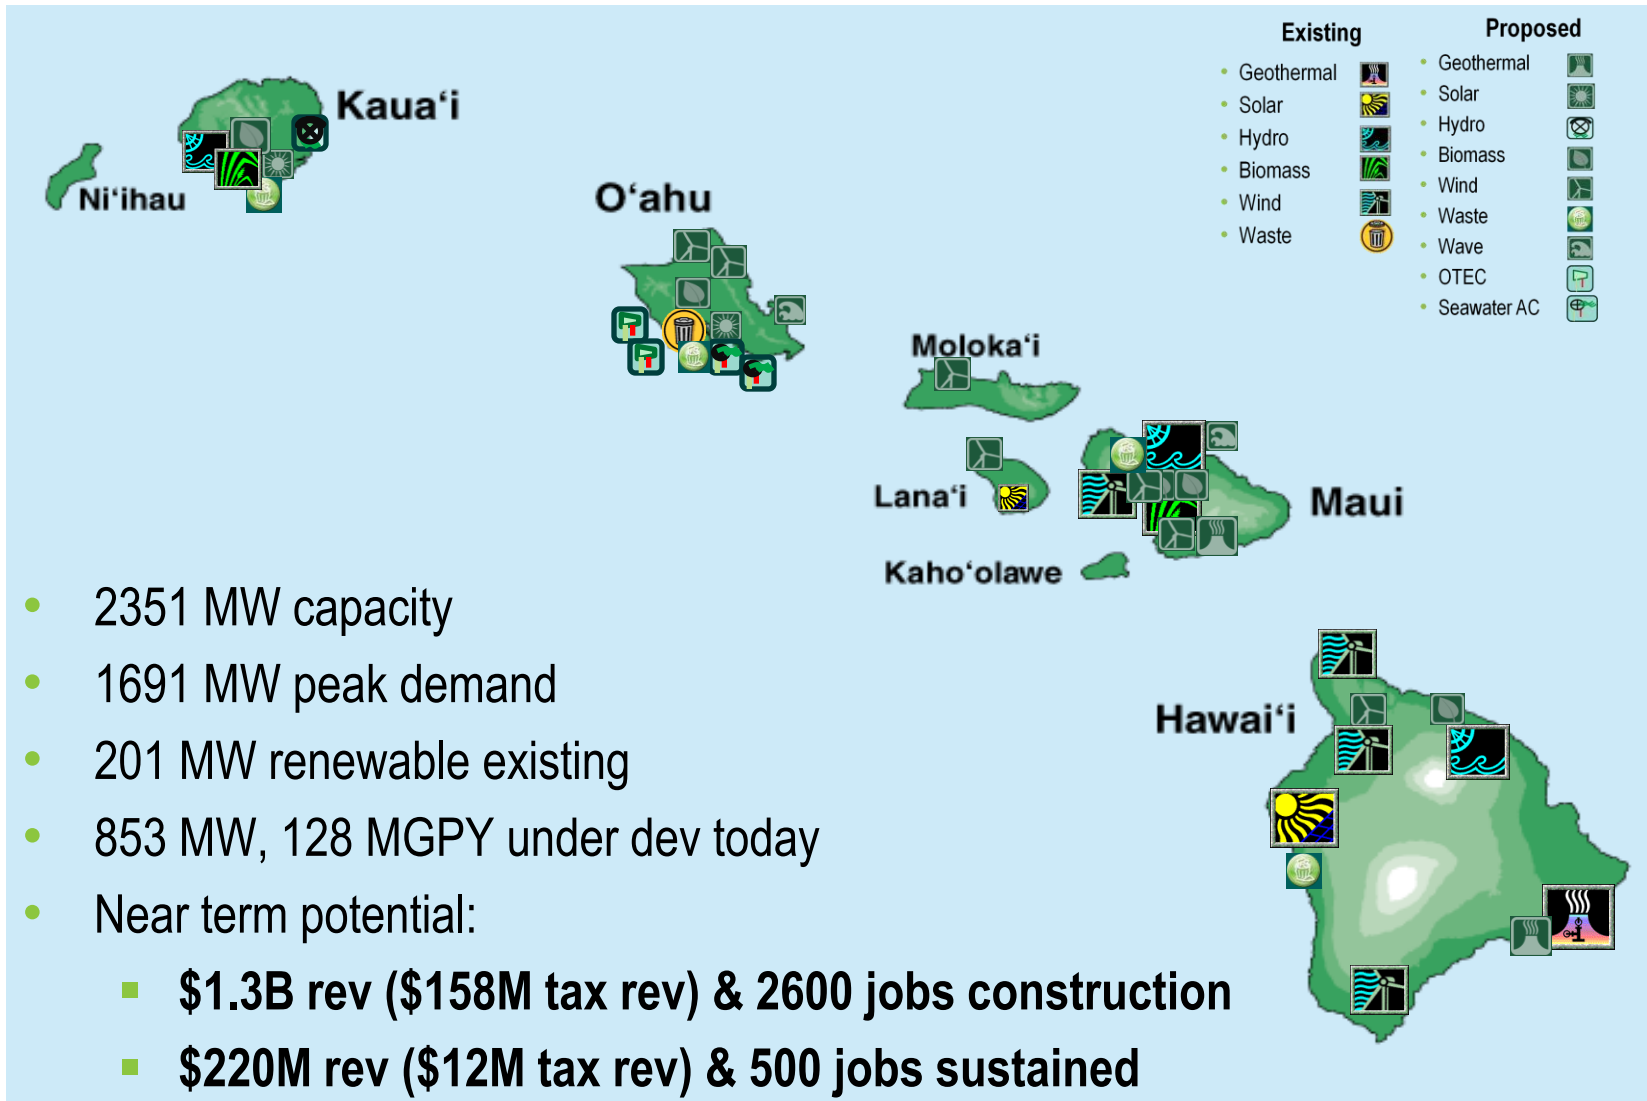 Existing
• Geothermal
• Solar
• Hydro
• Biomass
• Wind
• Waste
Proposed
• Geothermal
• Solar
• Hydro
• Biomass
• Wind
• Waste
• Wave
• OTEC
• Seawater AC
Kaua‘i
Ni‘ihau
O‘ahu
Moloka‘i
Lana‘i
Maui
Kaho‘olawe
Hawai‘i
• 2351 MW capacity
• 1691 MW peak demand
• 201 MW renewable existing
• 853 MW, 128 MGPY under dev today
• Near term potential:
▪ $1.3B rev ($158M tax rev) & 2600 jobs construction
▪ $220M rev ($12M tax rev) & 500 jobs sustained